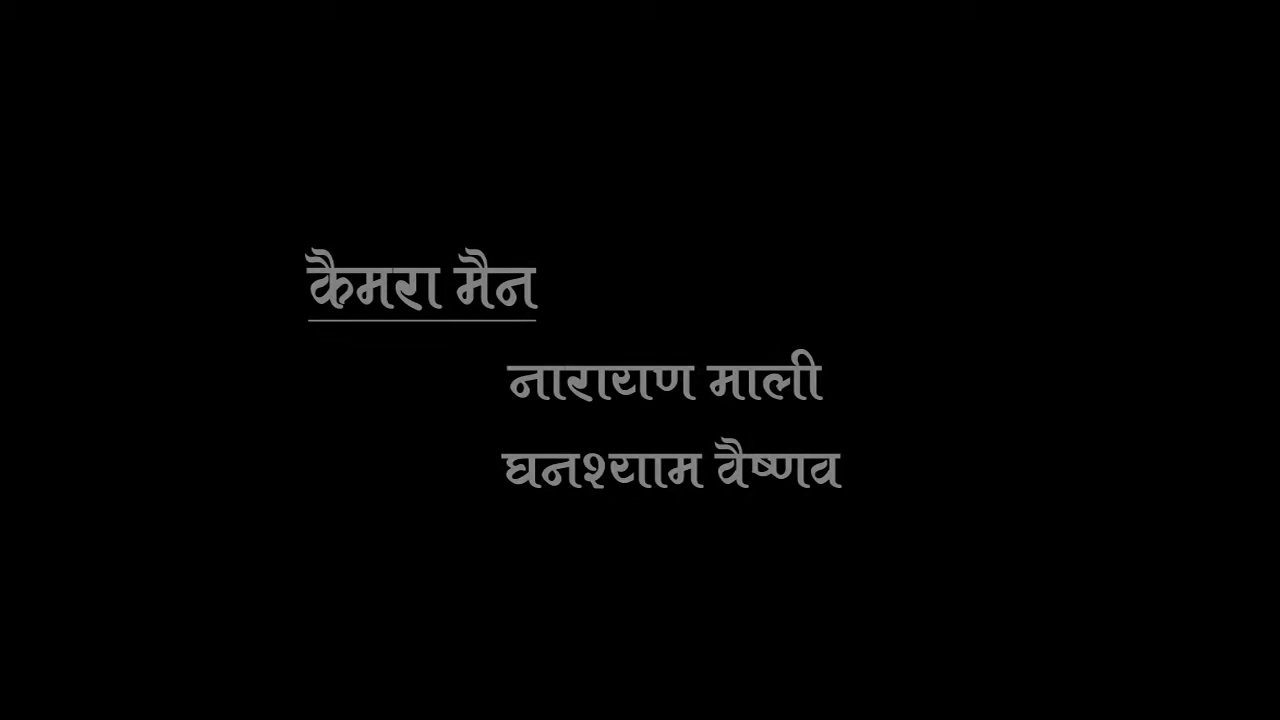 कैमरा मैन
नारायण माली
घनश्याम वैष्णव